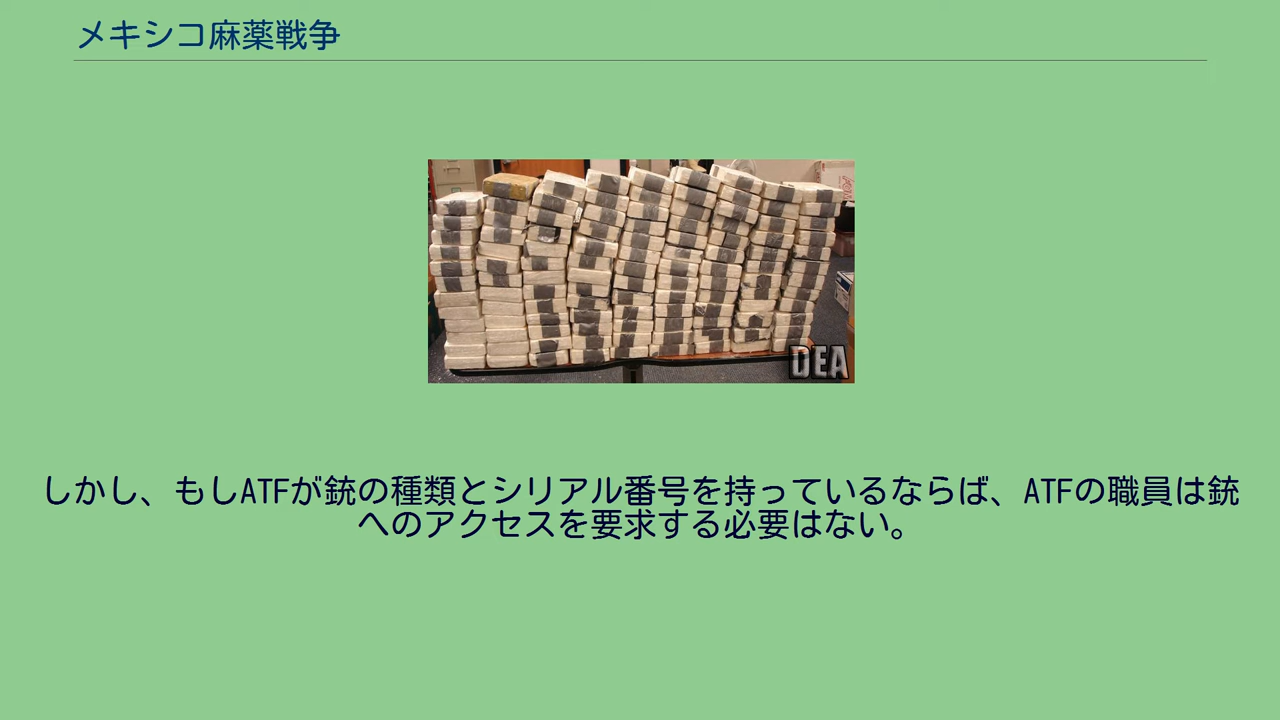 メキシコ麻薬戦争
DEA
しかし、もしATFが銃の種類とシリアル番号を持っているならば、ATFの職員は銃
へのアクセスを要求する必要はない。